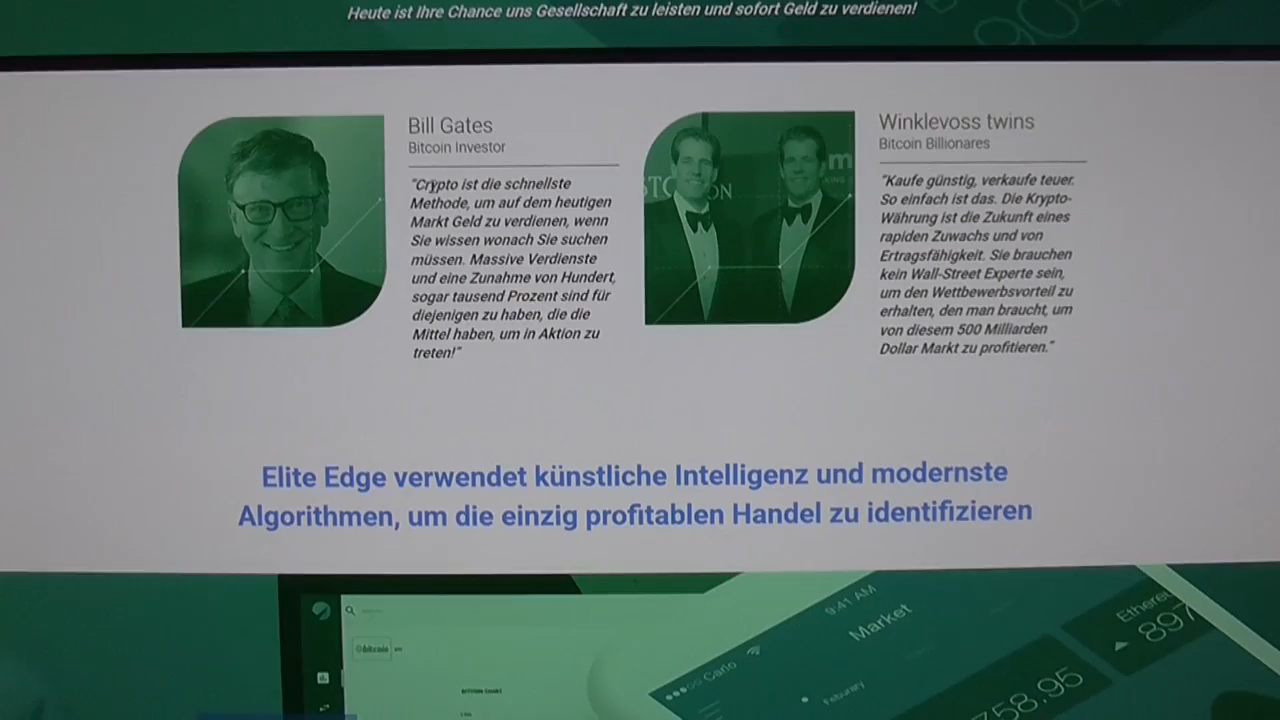 Heute ist Ihre Chance uns Gesellschaft zu leisten und sofort Geld zu verdienen!
Bill Gates
Bitcoin Investor
"Crypto ist die schnellste
Methode, um auf dem heutigen
Markt Geld zu verdienen, wenn
Sie wissen wonach Sie suchen
müssen. Massive Verdienste
und eine Zunahme von Hundert,
sogar tausend Prozent sind für
diejenigen zu haben, die die
Mittel haben, um in Aktion zu
treten!"
Winklevoss twins
Bitcoin Billionares
"Kaufe günstig, verkaufe teuer.
So einfach ist das. Die Krypto-
Währung ist die Zukunft eines
rapiden Zuwachs und von
Ertragsfähigkeit. Sie brauchen
kein Wall-Street Experte sein,
um den Wettbewerbsvorteil zu
erhalten, den man braucht, um
von diesem 500 Milliarden
Dollar Markt zu profitieren."
Elite Edge verwendet künstliche Intelligenz und modernste
Algorithmen, um die einzig profitablen Handel zu identifizieren
bitcoin
BITCOIN CHART
Carlo
9:41 AM
Market
Feburary
758.95
Ethereu
897